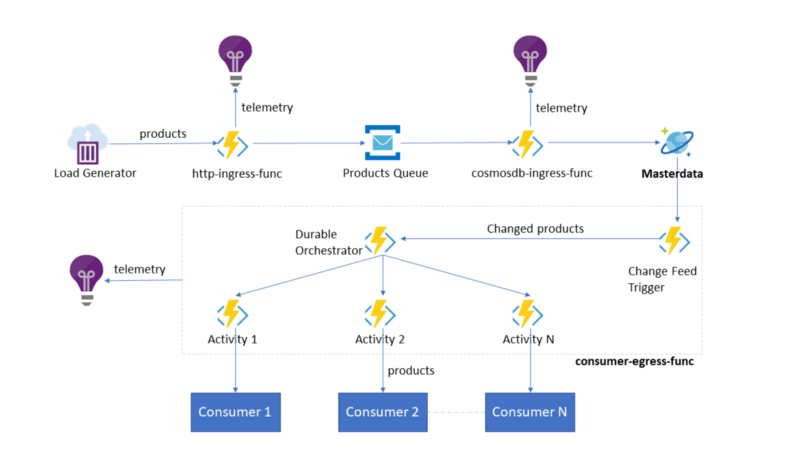 telemetry
telemetry
products
Load Generator
http-ingress-func
Products Queue
cosmosdb-ingress-func
Masterdata
Durable
Orchestrator
Changed products
Change Feed
Trigger
telemetry
Activity 1
Activity 2
Activity N
consumer-egress-func
products
Consumer 1
Consumer 2
Consumer N